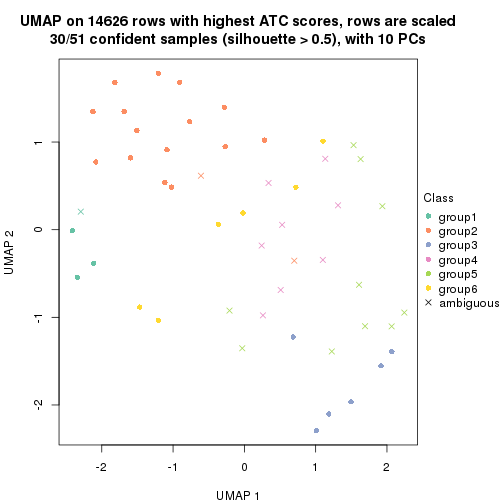 UMAP on 14626 rows with highest ATC scores, rows are scaled
30/51 confident samples (silhouette > 0.5), with 10 PCs
1
0
-1
-2
UMAP 2
-2
-1
0
1
2
UMAP 1
Class
group1
group2
group3
group4
group5
group6
ambiguous